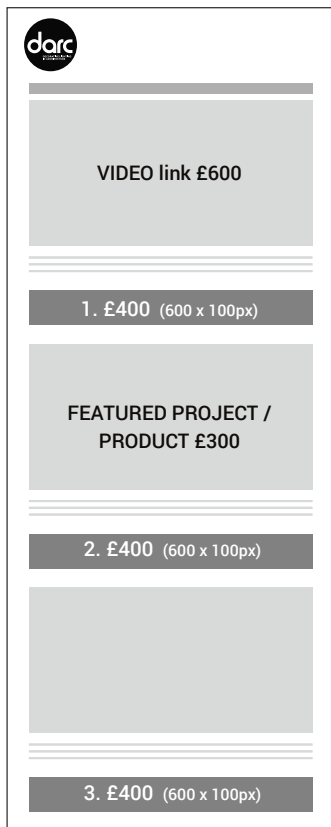 darc
VIDEO link £600
1. £400 (600 x 100px)
FEATURED PROJECT /
PRODUCT £300
2. £400 (600 x 100px)
3. £400 (600 x 100px)